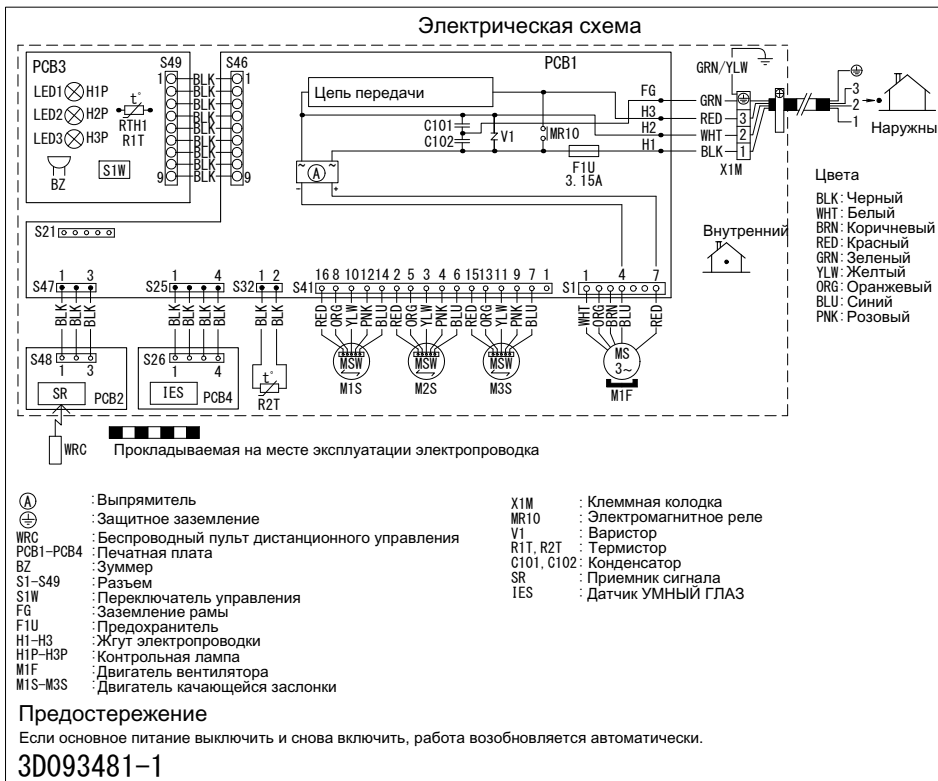 Электрическая схема
PCB3
S49
S46
PCB1
GRN/YLW
LED1 H1P
LED2 H2P
LED3 H3P
t°
RTH1
R1T
BZ
S1W
1 BLK 1
BLK
BLK
BLK
BLK
BLK
BLK
BLK
9 BLK 9
Цепь передачи
C101
C102
V1
MR10
F1U
3.15A
A
- +
FG
H3
H2
H1
GRN
RED 3
WHT 2
BLK 1
X1M
3
2
1
Наружны
Внутренний
Цвета
BLK: Черный
WHT: Белый
BRN: Коричневый
RED: Красный
GRN: Зеленый
YLW: Желтый
ORG: Оранжевый
BLU: Синий
PNK: Розовый
S21
S47 1 3
S25 1 4
S32 1 2
S41 16 8 10 12 14 2 5 3 4 6 15 13 11 9 7 1
S1 1 4 7
BLK BLK BLK
BLK BLK BLK BLK
BLK BLK
RED ORG YLW PNK BLU RED ORG YLW PNK BLU RED ORG YLW PNK BLU
WHT ORG BRN BLU RED
S48 1 3
SR
PCB2
S26 1 4
IES
PCB4
t°
R2T
MSW
M1S
MSW
M2S
MSW
M3S
MS
3~
M1F
WRC
Прокладываемая на месте эксплуатации электропроводка
A :Выпрямитель
:Защитное заземление
WRC :Беспроводный пульт дистанционного управления
PCB1-PCB4 :Печатная плата
BZ :Зуммер
S1-S49 :Разъем
S1W :Переключатель управления
FG :Заземление рамы
F1U :Предохранитель
H1-H3 :Жгут электропроводки
H1P-H3P :Контрольная лампа
M1F :Двигатель вентилятора
M1S-M3S :Двигатель качающейся заслонки
X1M : Клеммная колодка
MR10 : Электромагнитное реле
V1 : Варистор
R1T, R2T : Термистор
C101, C102: Конденсатор
SR : Приемник сигнала
IES : Датчик УМНЫЙ ГЛАЗ
Предостережение
Если основное питание выключить и снова включить, работа возобновляется автоматически.
3D093481-1